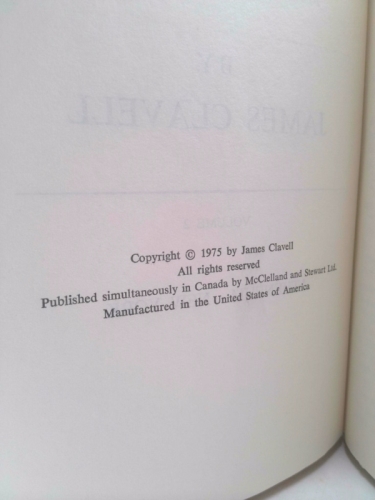 BY
JAMES CLAVELL
Copyright © 1975 by James Clavell
All rights reserved
Published simultaneously in Canada by McClelland and Stewart Ltd.
Manufactured in the United States of America